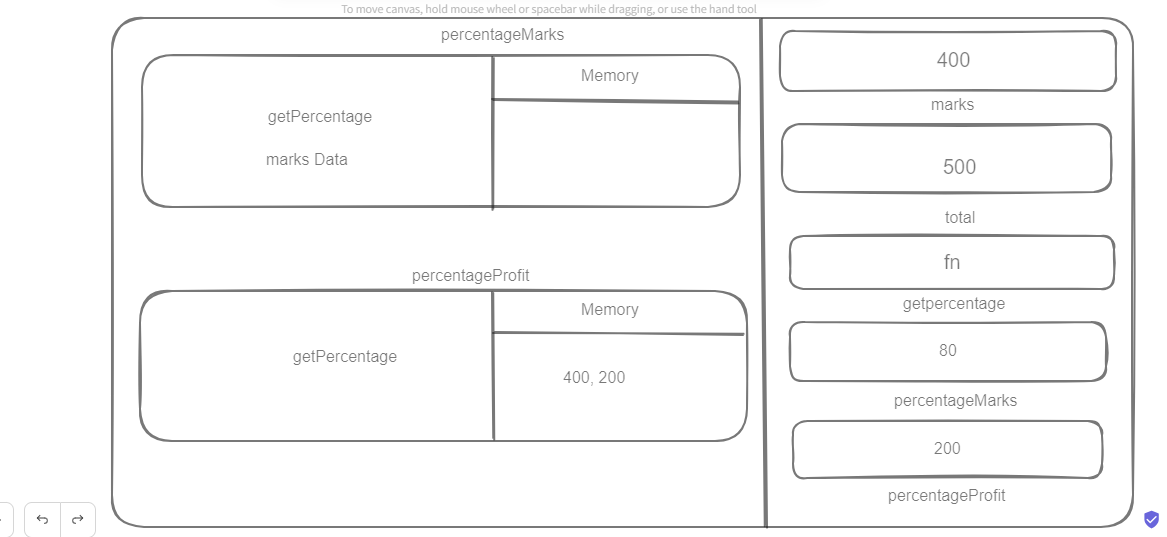 To move canvas, hold mouse wheel or spacebar while dragging, or use the hand tool
percentageMarks
Memory
getPercentage
marks Data
percentageProfit
Memory
getPercentage
400, 200
400
marks
500
total
fn
getpercentage
80
percentageMarks
200
percentageProfit